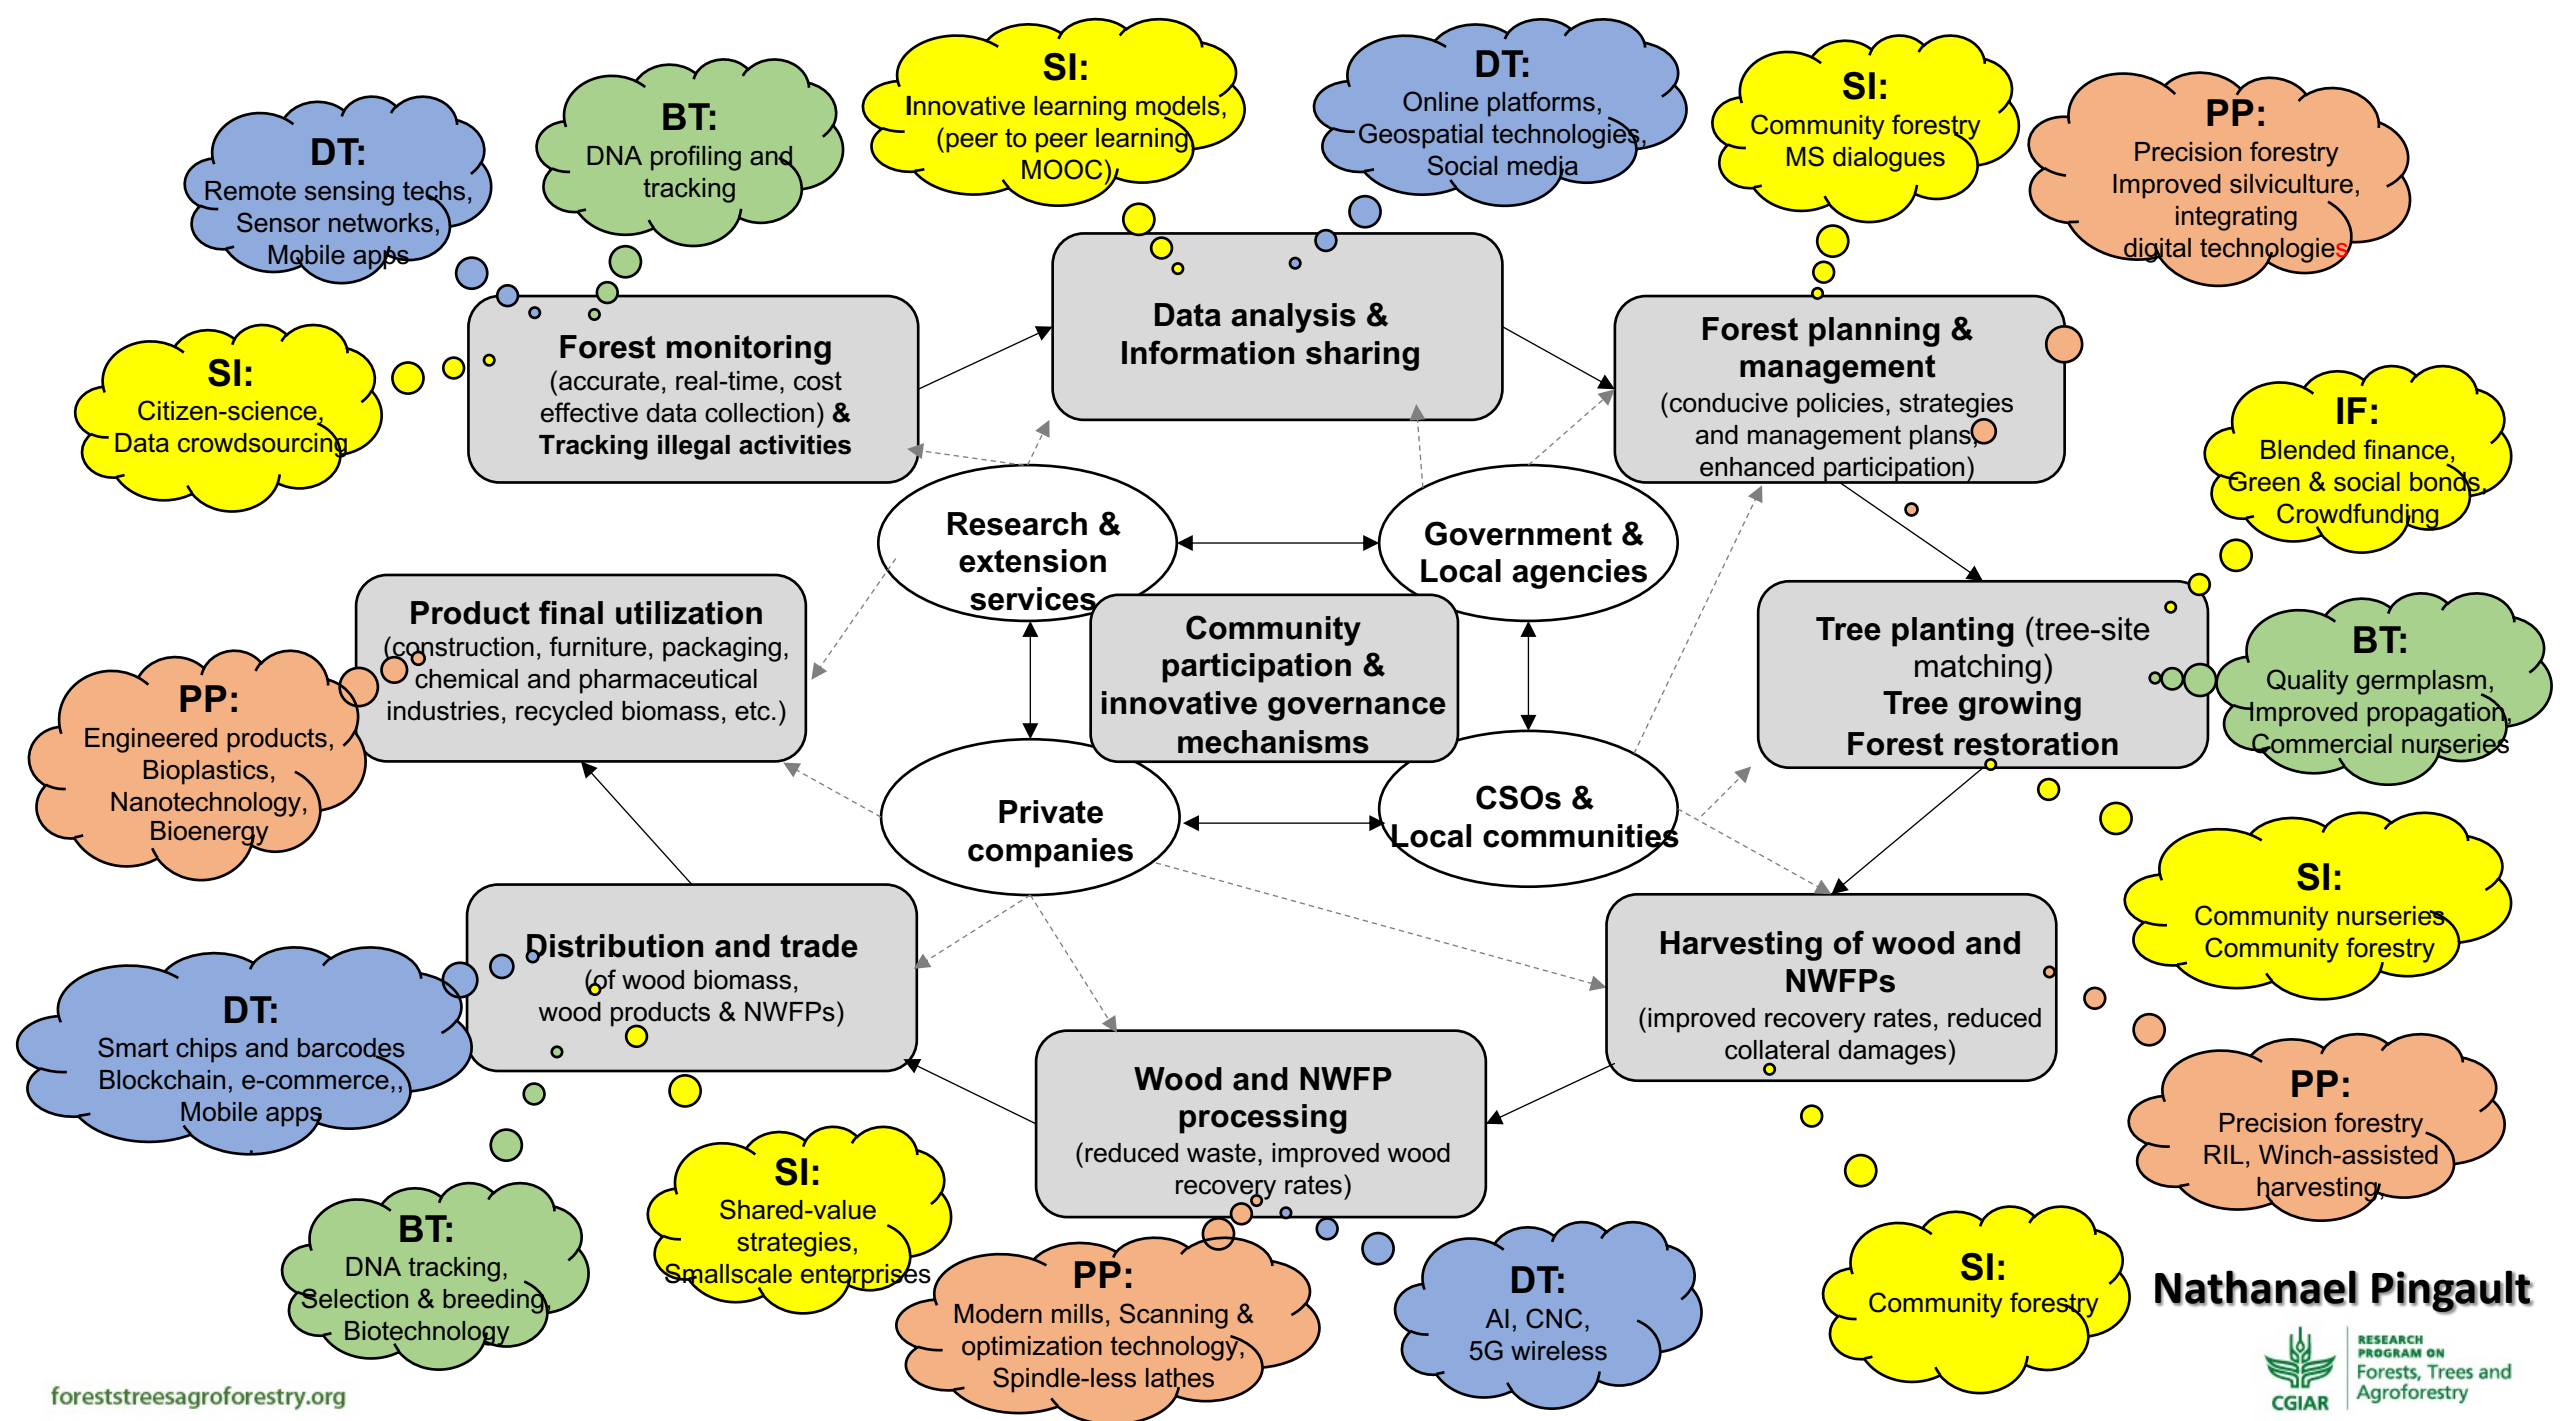 DT:
Remote sensing techs,
Sensor networks,
Mobile apps
BT:
DNA profiling and
tracking
SI:
Innovative learning models,
(peer to peer learning
MOOC)
DT:
Online platforms,
Geospatial technologies,
Social media
SI:
Community forestry
MS dialogues
PP:
Precision forestry
Improved silviculture,
integrating
digital technologies
SI:
Citizen-science,
Data crowdsourcing
Forest monitoring
(accurate, real-time, cost
effective data collection) &
Tracking illegal activities
Data analysis &
Information sharing
Forest planning &
management
(conducive policies, strategies
and management plans,
enhanced participation)
IF:
Blended finance,
Green & social bonds,
Crowdfunding
Research &
extension
services
Government &
Local agencies
Product final utilization
(construction, furniture, packaging,
chemical and pharmaceutical
industries, recycled biomass, etc.)
Community
participation &
innovative governance
mechanisms
Tree planting (tree-site
matching)
Tree growing
Forest restoration
BT:
Quality germplasm,
Improved propagation,
Commercial nurseries
PP:
Engineered products,
Bioplastics,
Nanotechnology,
Bioenergy
Private
companies
CSOs &
Local communities
SI:
Community nurseries
Community forestry
Distribution and trade
(of wood biomass,
wood products & NWFPs)
Harvesting of wood and
NWFPs
(improved recovery rates, reduced
collateral damages)
DT:
Smart chips and barcodes
Blockchain, e-commerce,,
Mobile apps
.
Wood and NWFP
processing
(reduced waste, improved wood
recovery rates)
PP:
Precision forestry
RIL, Winch-assisted
harvesting,
BT:
DNA tracking,
Selection & breeding,
Biotechnology
SI:
Shared-value
strategies,
Smallscale enterprises
PP:
Modern mills, Scanning &
optimization technology,
Spindle-less lathes
DT:
AI, CNC,
5G wireless
SI:
Community forestry
Nathanael Pingault
foreststreesagroforestry.org
CGIAR
RESEARCH
PROGRAM ON
Forests, Trees and
Agroforestry